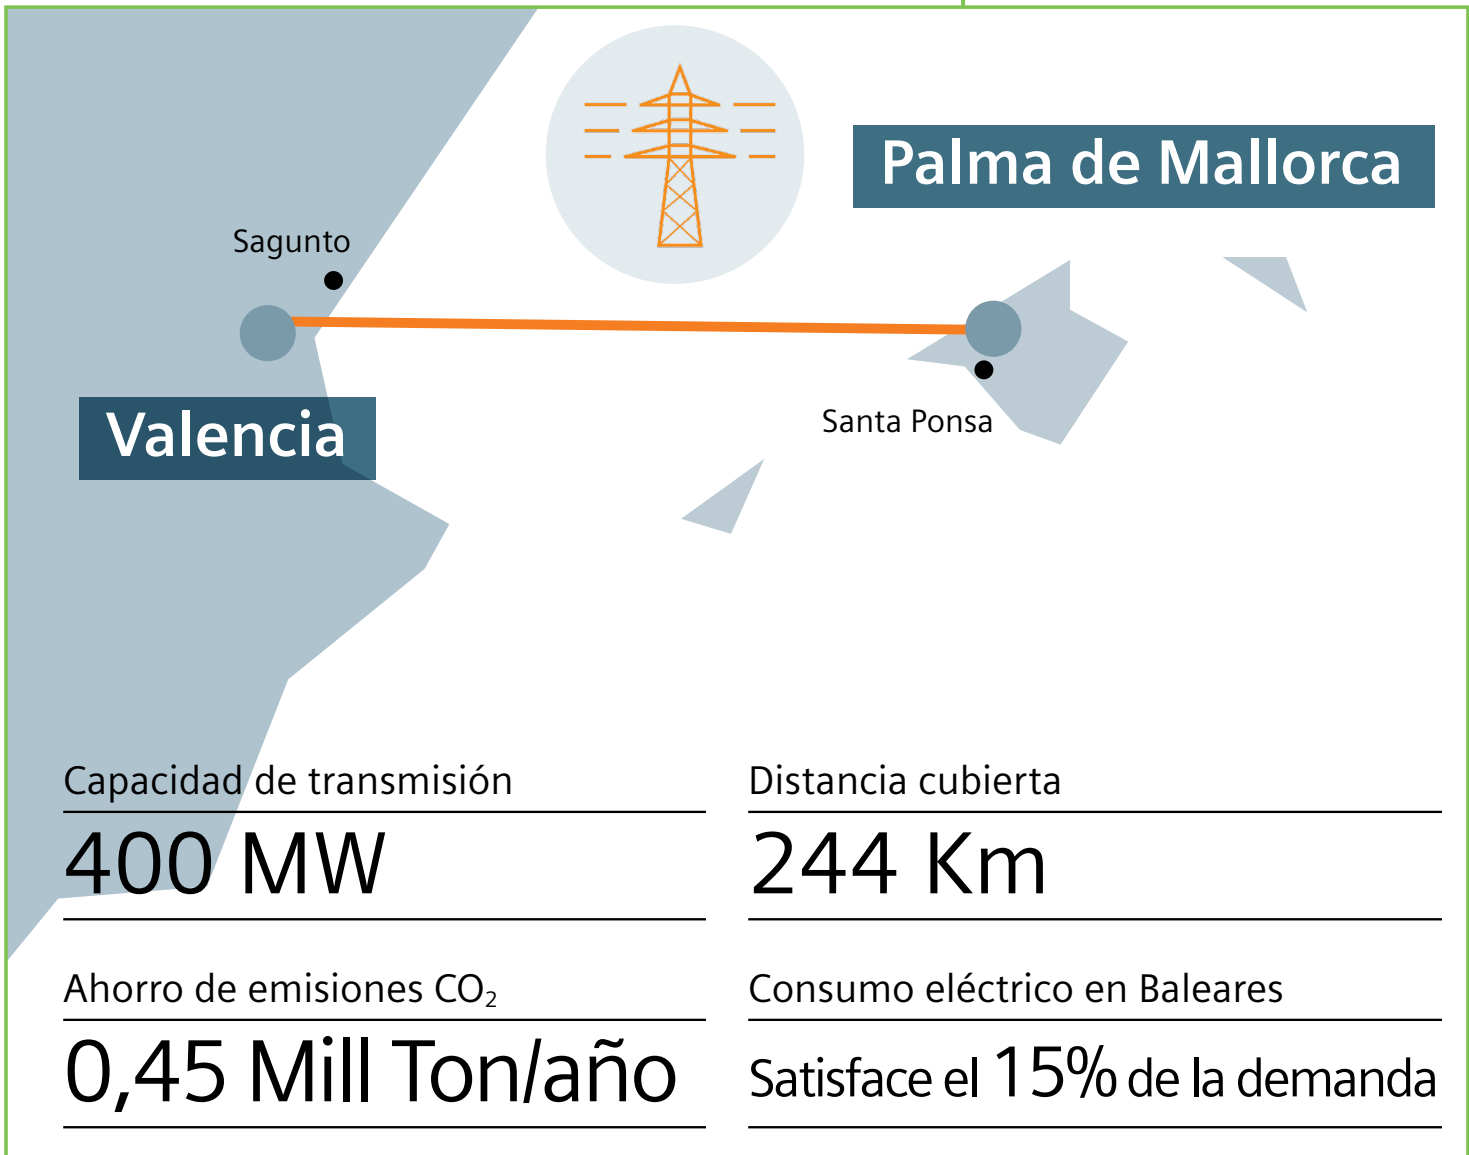 Palma de Mallorca
Sagunto
Valencia
Santa Ponsa
Capacidad de transmisión
400 MW
Distancia cubierta
244 Km
Ahorro de emisiones CO₂
0,45 Mill Ton/año
Consumo eléctrico en Baleares
Satisface el 15% de la demanda